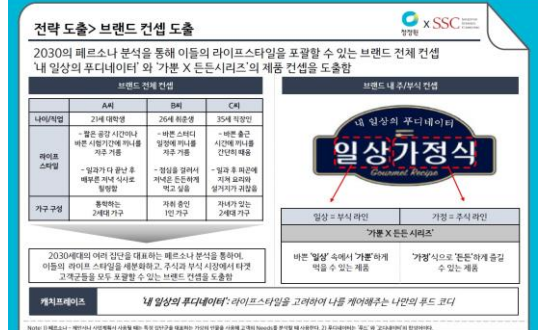 전략 도출> 브랜드 컨셉 도출
청정원
x SSC
2030의 페르소나 분석을 통해 이들의 라이프스타일을 포괄할 수 있는 브랜드 전체 컨셉
'내 일상의 푸디네이터' 와 '가뿐 X 든든시리즈'의 제품 컨셉을 도출함
브랜드 전체 컨셉
A씨 B씨 C씨
나이/직업 21세 대학생 26세 취준생 35세 직장인
라이프
스타일
- 짧은 공강 시간이나
바쁜 시험기간에 끼니를
자주 거름
- 일과가 다 끝난 후
배부른 저녁 식사로
힐링함
- 바쁜 스터디
일정에 끼니를
자주 거름
- 점심을 걸러서
저녁은 든든하게
먹고 싶음
- 바쁜 출근
시간에 끼니를
간단히 때움
- 일과 후 피곤에
지쳐 요리와
설거지가 귀찮음
가구 구성
통학하는
2세대 가구
자취 중인
1인 가구
자녀가 있는
2세대 가구
2030세대의 여러 집단을 대표하는 페르소나 분석을 통하여,
이들의 라이프 스타일을 세분화하고, 주식과 부식 시장에서 타겟
고객군들을 모두 포괄할 수 있는 브랜드 컨셉을 도출함
브랜드 내 주/부식 컨셉
내 일상의 푸디네이터
일상가정식
Gourmet Recipe
일상 = 부식 라인 가정 = 주식 라인
'가뿐 X 든든 시리즈'
바쁜 '일상' 속에서 '가뿐'하게
먹을 수 있는 제품
'가정'식으로 '든든'하게 즐길
수 있는 제품
캐치프레이즈
'내 일상의 푸디네이터': 라이프스타일을 고려하여 나를 케어해주는 나만의 푸드 코디